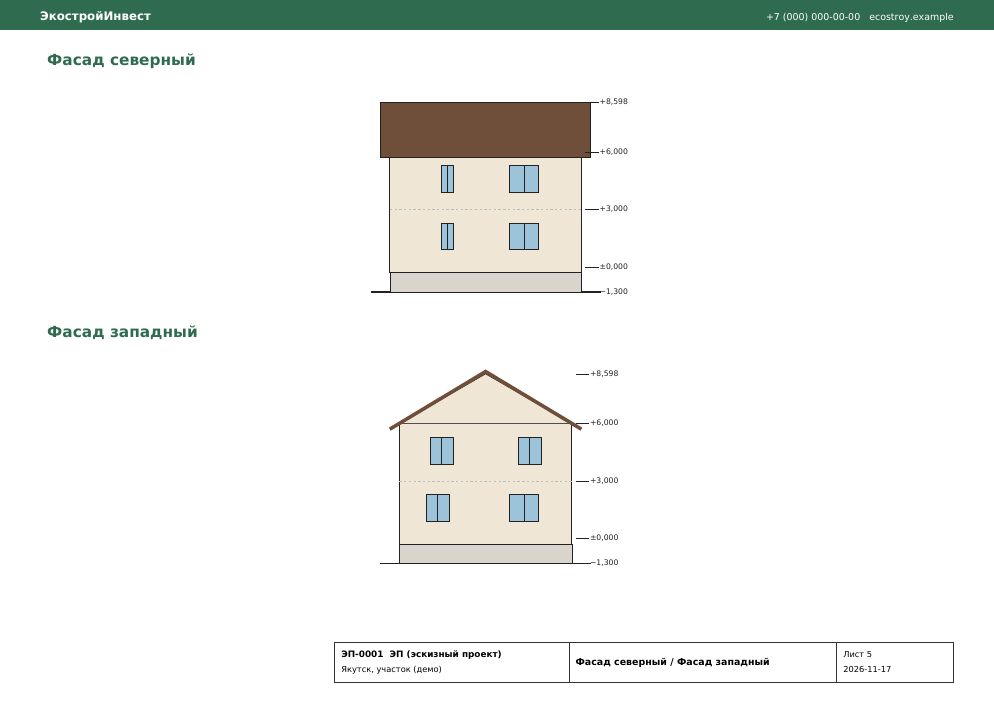 ЭкостройИнвест
+7 (000) 000-00-00 ecostroy.example
Фасад северный
+8,598
+6,000
+3,000
±0,000
−1,300
Фасад западный
+8,598
+6,000
+3,000
±0,000
−1,300
ЭП-0001 ЭП (эскизный проект)
Якутск, участок (демо)
Фасад северный / Фасад западный
Лист 5
2026-11-17